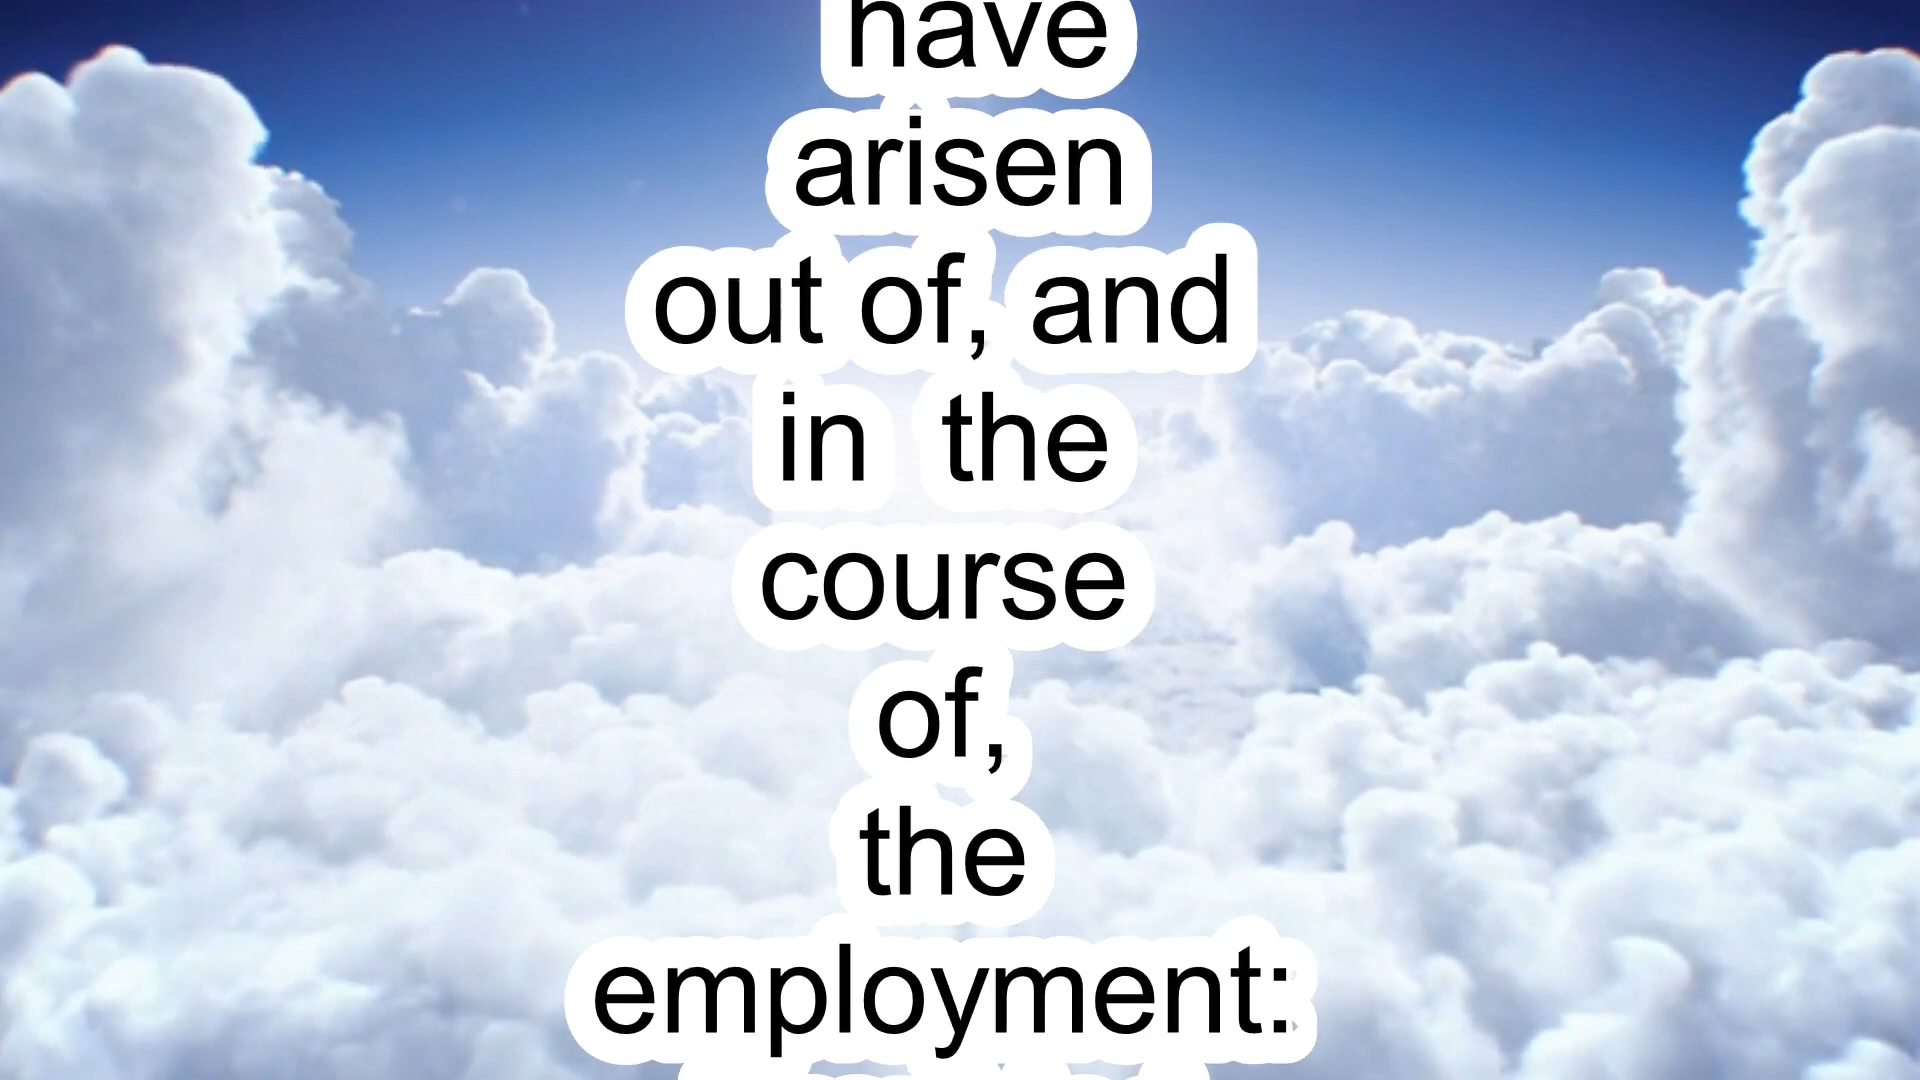 have
arisen
out of, and
in  the
course
of,
the
employment: